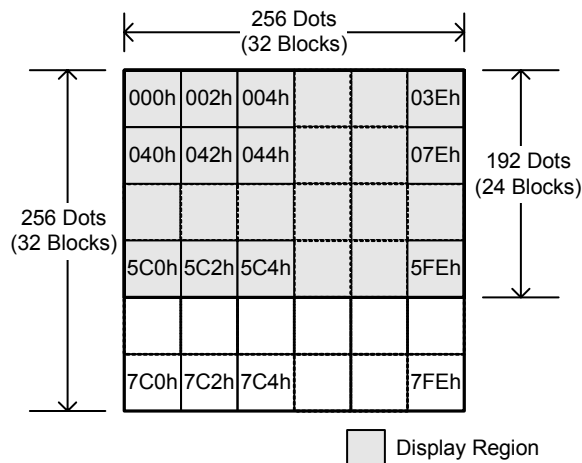 256 Dots
(32 Blocks)
000h 002h 004h 03Eh
040h 042h 044h 07Eh
192 Dots
(24 Blocks)
256 Dots
(32 Blocks)
5C0h 5C2h 5C4h 5FEh
7C0h 7C2h 7C4h 7FEh
Display Region